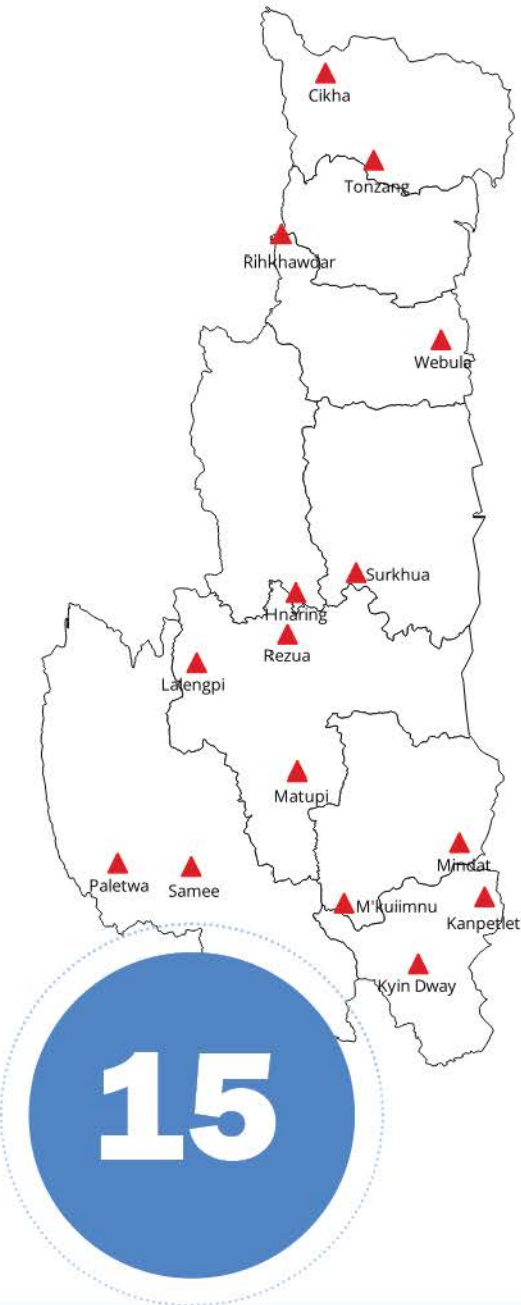 Cikha
Tonzang
Rihkhawdar
Webula
Surkhua
Hnaring
Rezua
Lalengpi
Matupi
Mindat
Paletwa
Samee
M'kuiimnu
Kanpetlet
Kyin Dway
15